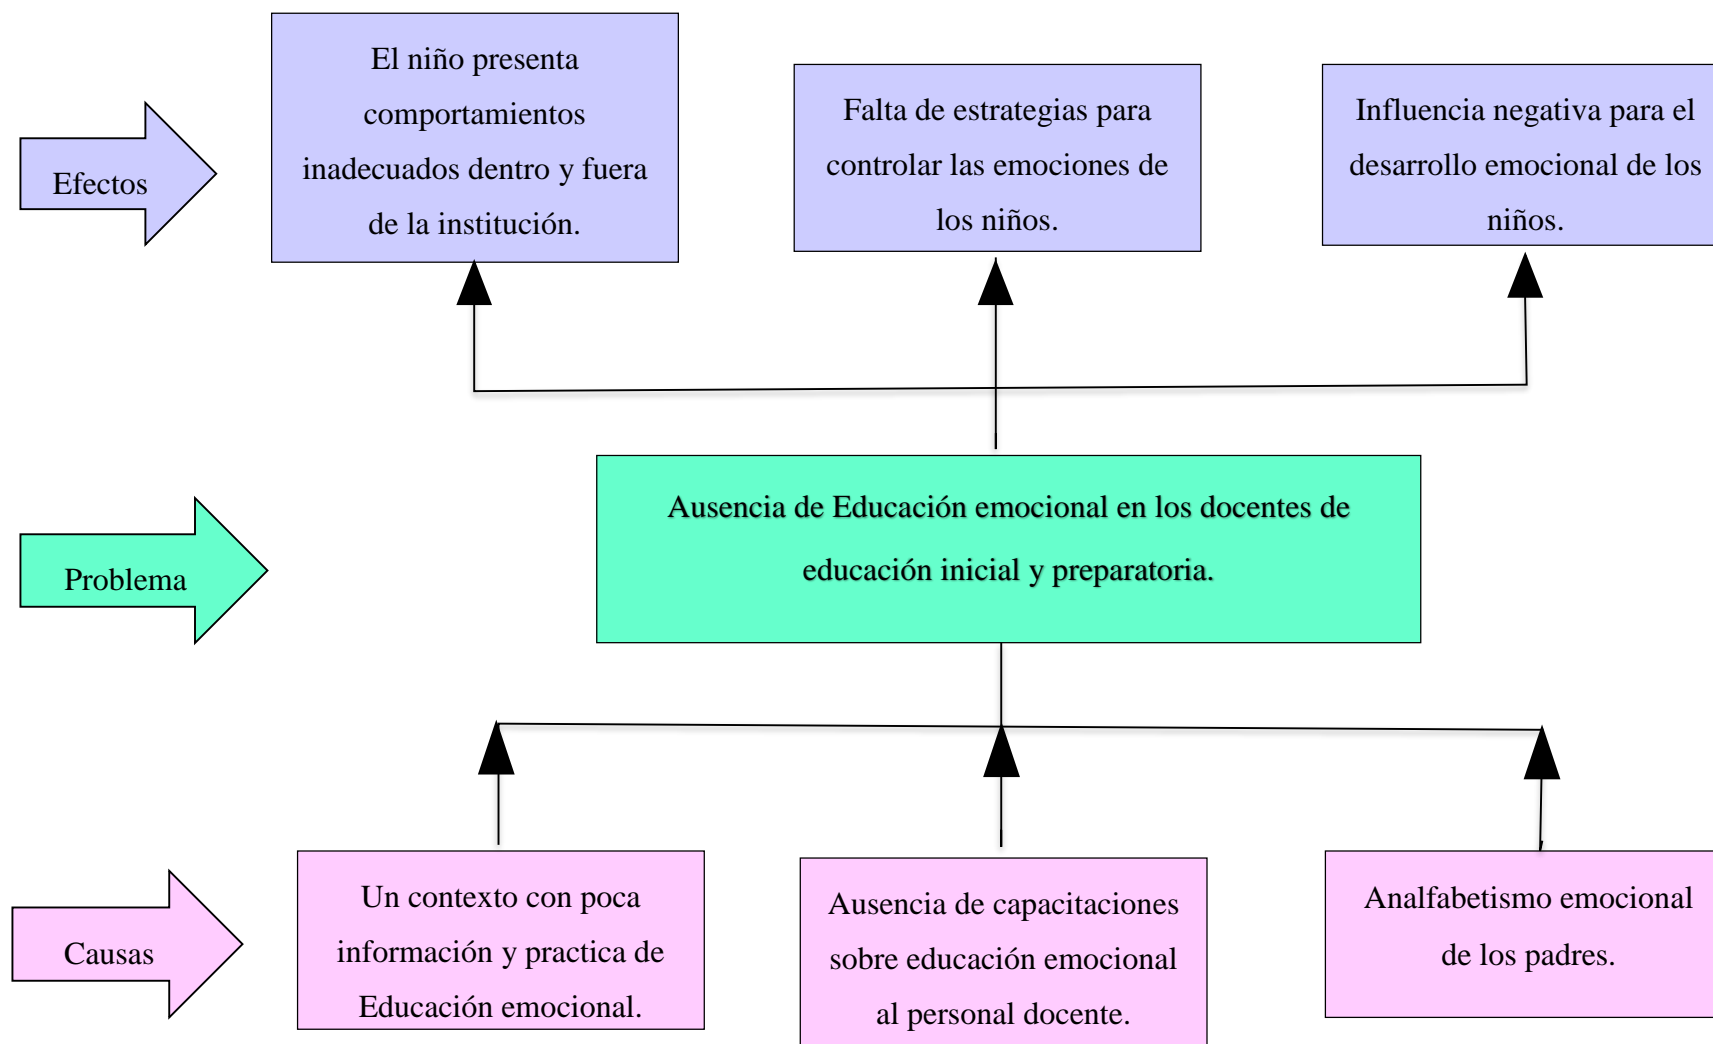 El niño presenta
comportamientos
inadecuados dentro y fuera
de la institución.
Falta de estrategias para
controlar las emociones de
los niños.
Influencia negativa para el
desarrollo emocional de los
niños.
Efectos
Ausencia de Educación emocional en los docentes de
educación inicial y preparatoria.
Problema
Un contexto con poca
información y practica de
Educación emocional.
Ausencia de capacitaciones
sobre educación emocional
al personal docente.
Analfabetismo emocional
de los padres.
Causas